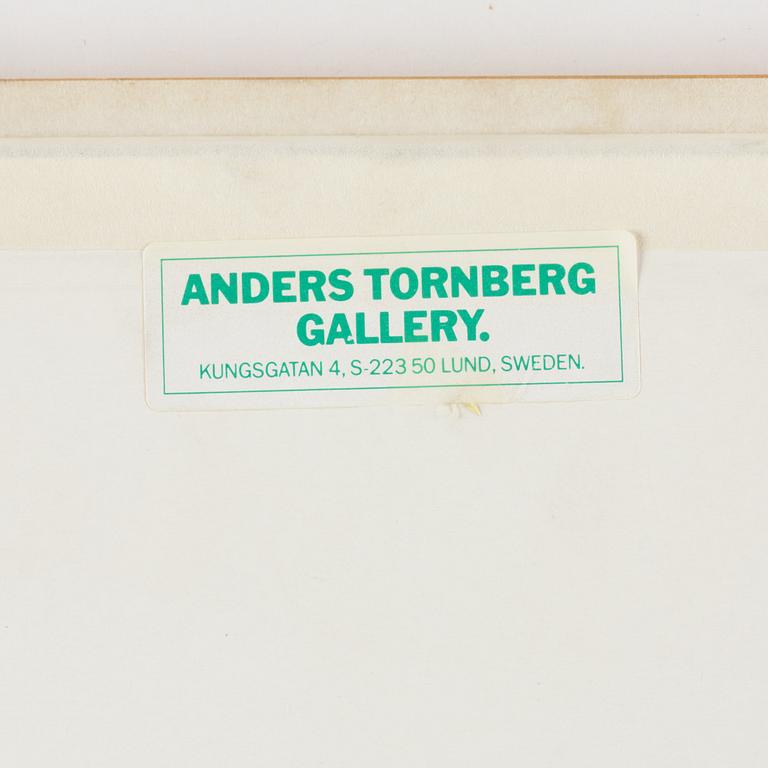 ANDERS TORNBERG
GALLERY.
KUNGSGATAN 4, S-223 50 LUND, SWEDEN.